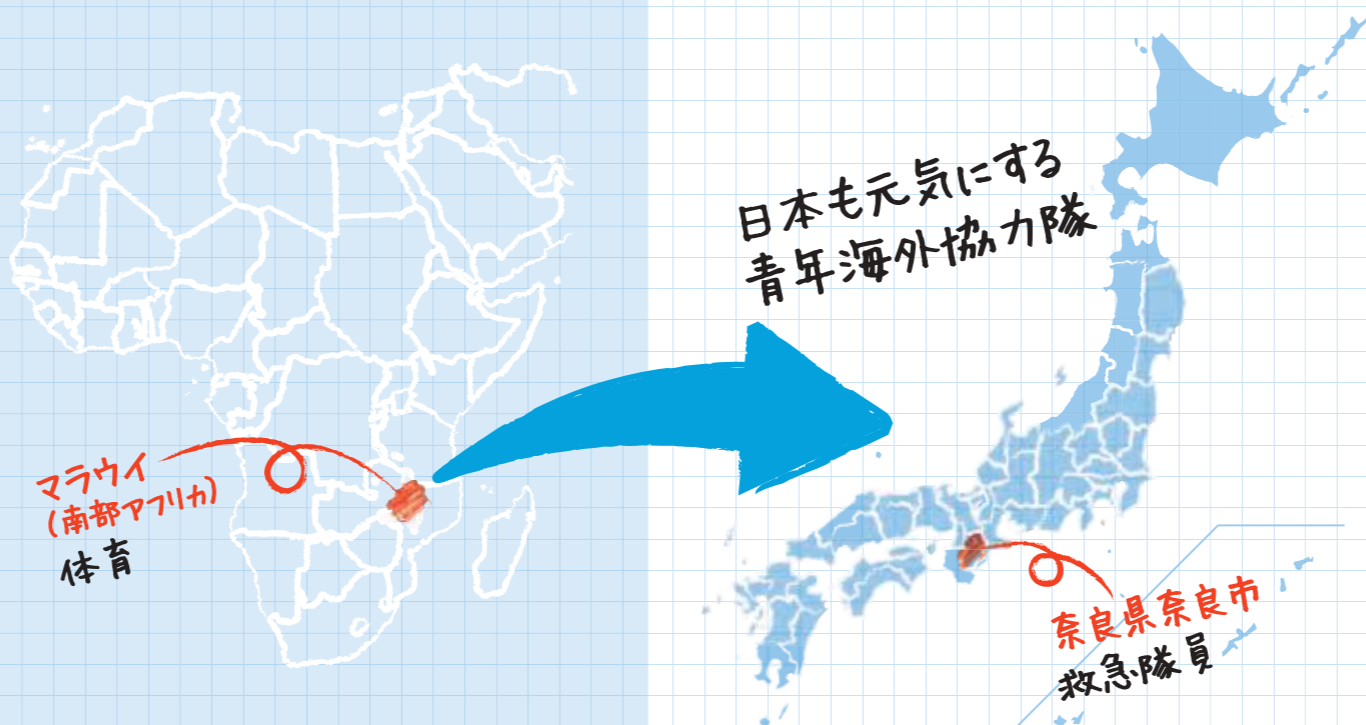 日本も元気にする
青年海外協力隊
マラウイ
(南部アフリカ)
体育
奈良県奈良市
救急隊員